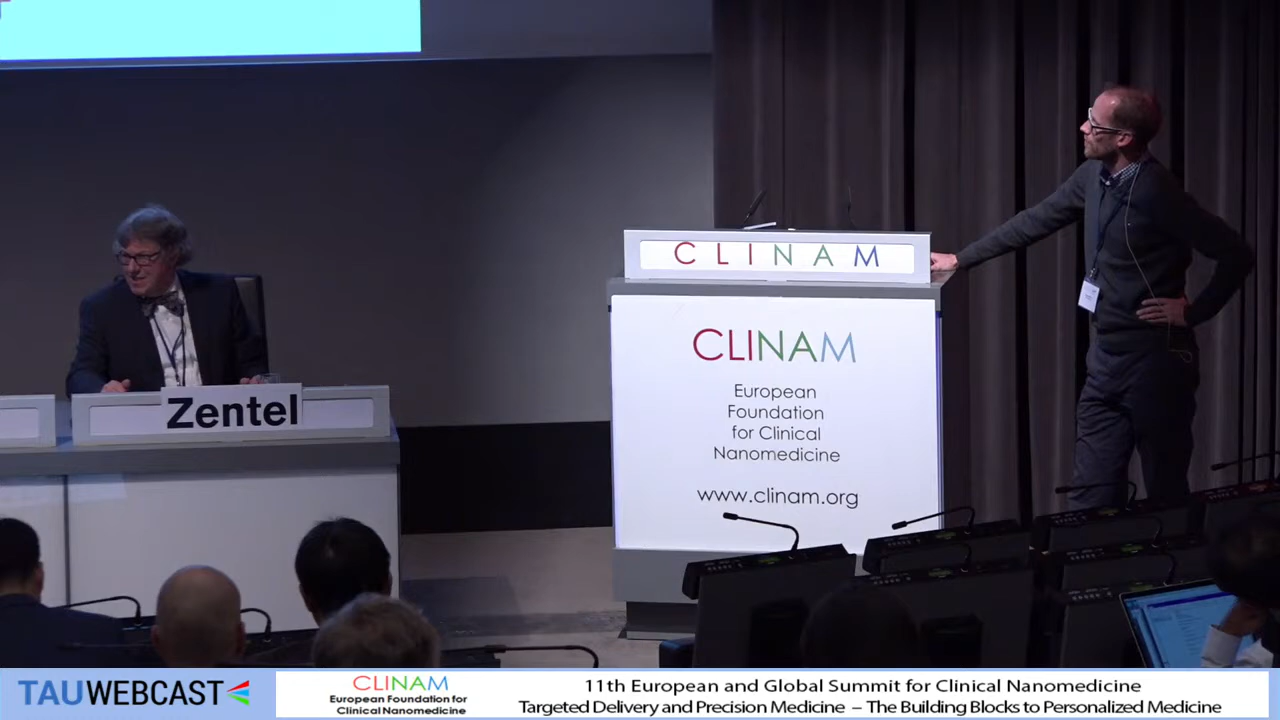 CLINAM
Zentel
CLINAM
European
Foundation
for Clinical
Nanomedicine
www.clinam.org
TAUWEBCAST
CLINAM
European Foundation for
Clinical Nanomedicine
11th European and Global Summit for Clinical Nanomedicine
Targeted Delivery and Precision Medicine – The Building Blocks to Personalized Medicine